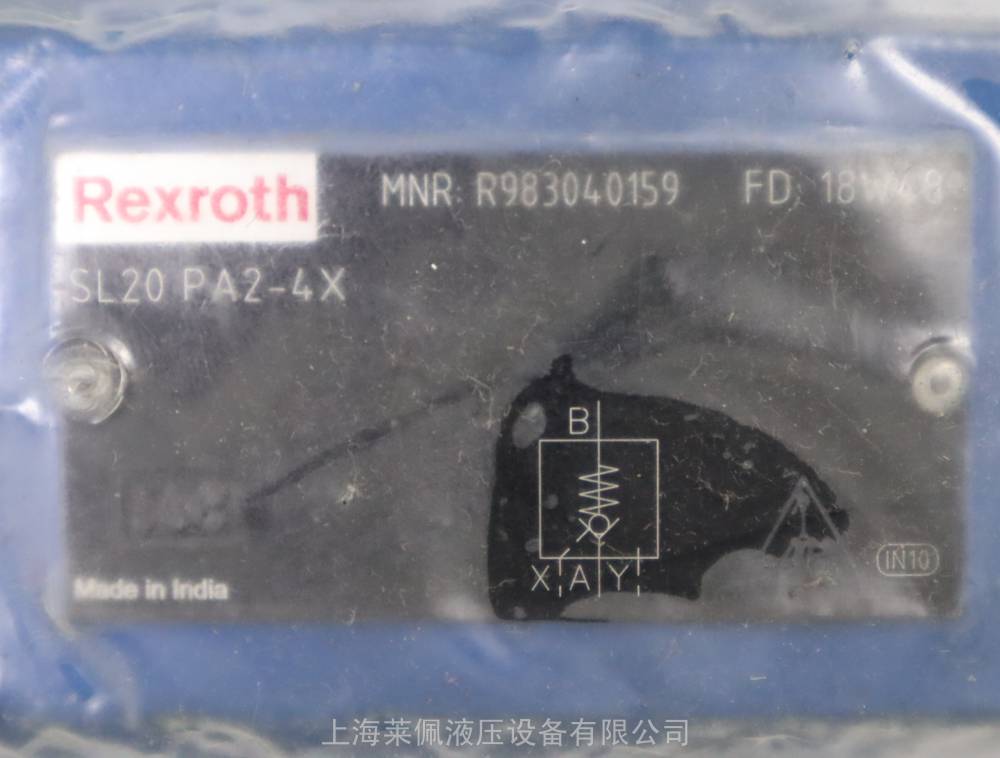 Rexroth
MNR: R983040159
FD: 18W48
SL20 PA2-4X
B
X A Y
IN10
Made in India
上海莱佩液压设备有限公司